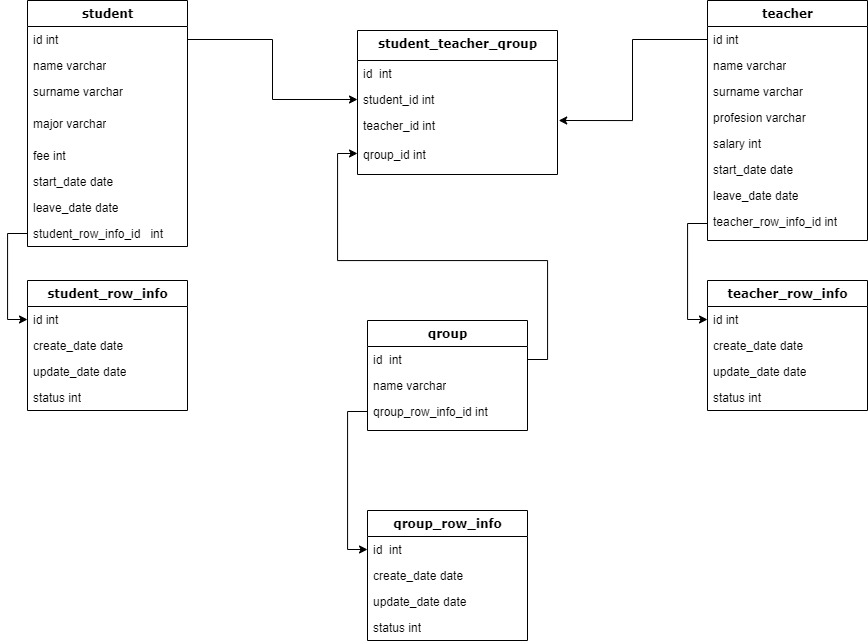 student
id int
name varchar
surname varchar
major varchar
fee int
start_date date
leave_date date
student_row_info_id int
student_teacher_qroup
id int
student_id int
teacher_id int
qroup_id int
teacher
id int
name varchar
surname varchar
profesion varchar
salary int
start_date date
leave_date date
teacher_row_info_id int
student_row_info
id int
create_date date
update_date date
status int
qroup
id int
name varchar
qroup_row_info_id int
teacher_row_info
id int
create_date date
update_date date
status int
qroup_row_info
id int
create_date date
update_date date
status int